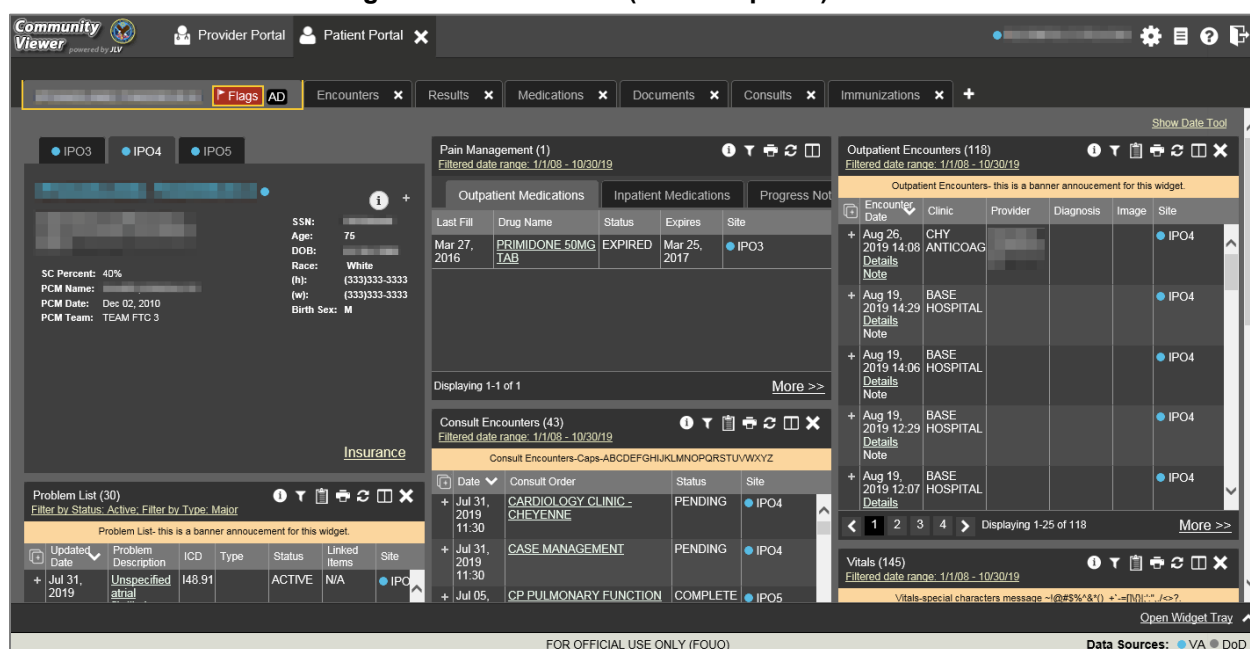 Community
Viewer powered by JLV
Provider Portal
Patient Portal
Flags AD
Encounters
Results
Medications
Documents
Consults
Immunizations
Show Date Tool
IPO3
IPO4
IPO5
SSN:
Age: 75
DOB:
Race: White
(h): (333)333-3333
(w): (333)333-3333
Birth Sex: M
SC Percent: 40%
PCM Name:
PCM Date: Dec 02, 2010
PCM Team: TEAM FTC 3
Insurance
Problem List (30)
Filter by Status: Active; Filter by Type: Major
Problem List- this is a banner annoucement for this widget.
Updated Date Problem Description ICD Type Status Linked Items Site
+ Jul 31, 2019 Unspecified atrial I48.91 ACTIVE N/A IPO
Pain Management (1)
Filtered date range: 1/1/08 - 10/30/19
Outpatient Medications Inpatient Medications Progress Not
Last Fill Drug Name Status Expires Site
Mar 27, 2016 PRIMIDONE 50MG TAB EXPIRED Mar 25, 2017 IPO3
Displaying 1-1 of 1 More >>
Consult Encounters (43)
Filtered date range: 1/1/08 - 10/30/19
Consult Encounters-Caps-ABCDEFGHIJKLMNOPQRSTUVWXYZ
Date Consult Order Status Site
+ Jul 31, 2019 11:30 CARDIOLOGY CLINIC - CHEYENNE PENDING IPO4
+ Jul 31, 2019 11:30 CASE MANAGEMENT PENDING IPO4
+ Jul 05, CP PULMONARY FUNCTION COMPLETE IPO5
Outpatient Encounters (118)
Filtered date range: 1/1/08 - 10/30/19
Outpatient Encounters- this is a banner annoucement for this widget.
Encounter Date Clinic Provider Diagnosis Image Site
+ Aug 26, 2019 14:08 Details Note CHY ANTICOAG IPO4
+ Aug 19, 2019 14:29 Details Note BASE HOSPITAL IPO4
+ Aug 19, 2019 14:06 Details Note BASE HOSPITAL IPO4
+ Aug 19, 2019 12:29 Details Note BASE HOSPITAL IPO4
+ Aug 19, 2019 12:07 Details BASE HOSPITAL IPO4
1 2 3 4 Displaying 1-25 of 118 More >>
Vitals (145)
Filtered date range: 1/1/08 - 10/30/19
Vitals-special characters message
Open Widget Tray
FOR OFFICIAL USE ONLY (FOUO)
Data Sources: VA DoD